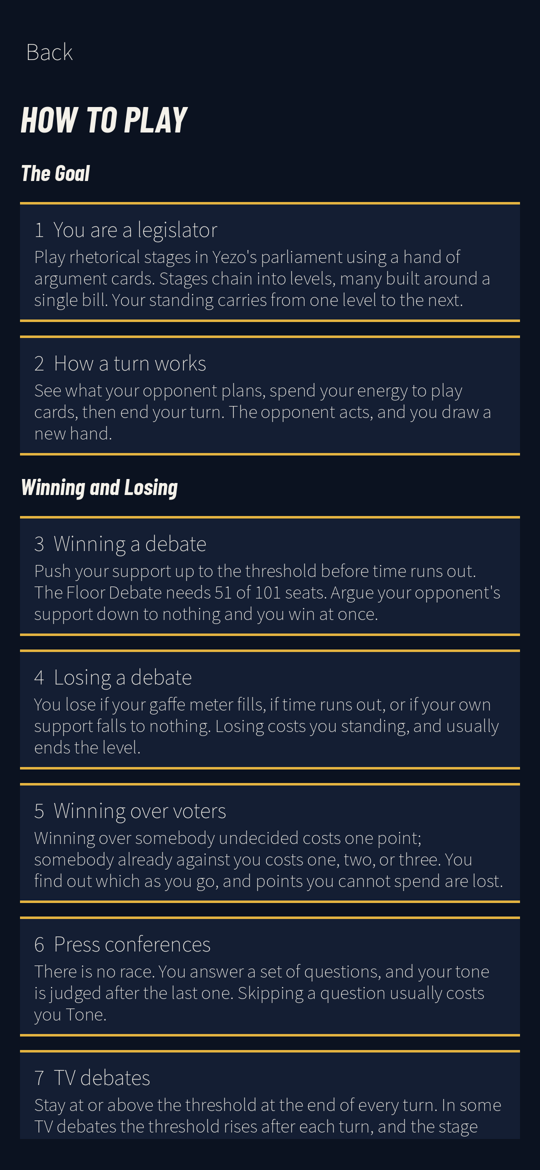 Back
HOW TO PLAY
The Goal
1 You are a legislator
Play rhetorical stages in Yezo's parliament using a hand of
argument cards. Stages chain into levels, many built around a
single bill. Your standing carries from one level to the next.
2 How a turn works
See what your opponent plans, spend your energy to play
cards, then end your turn. The opponent acts, and you draw a
new hand.
Winning and Losing
3 Winning a debate
Push your support up to the threshold before time runs out.
The Floor Debate needs 51 of 101 seats. Argue your opponent's
support down to nothing and you win at once.
4 Losing a debate
You lose if your gaffe meter fills, if time runs out, or if your own
support falls to nothing. Losing costs you standing, and usually
ends the level.
5 Winning over voters
Winning over somebody undecided costs one point;
somebody already against you costs one, two, or three. You
find out which as you go, and points you cannot spend are lost.
6 Press conferences
There is no race. You answer a set of questions, and your tone
is judged after the last one. Skipping a question usually costs
you Tone.
7 TV debates
Stay at or above the threshold at the end of every turn. In some
TV debates the threshold rises after each turn, and the stage